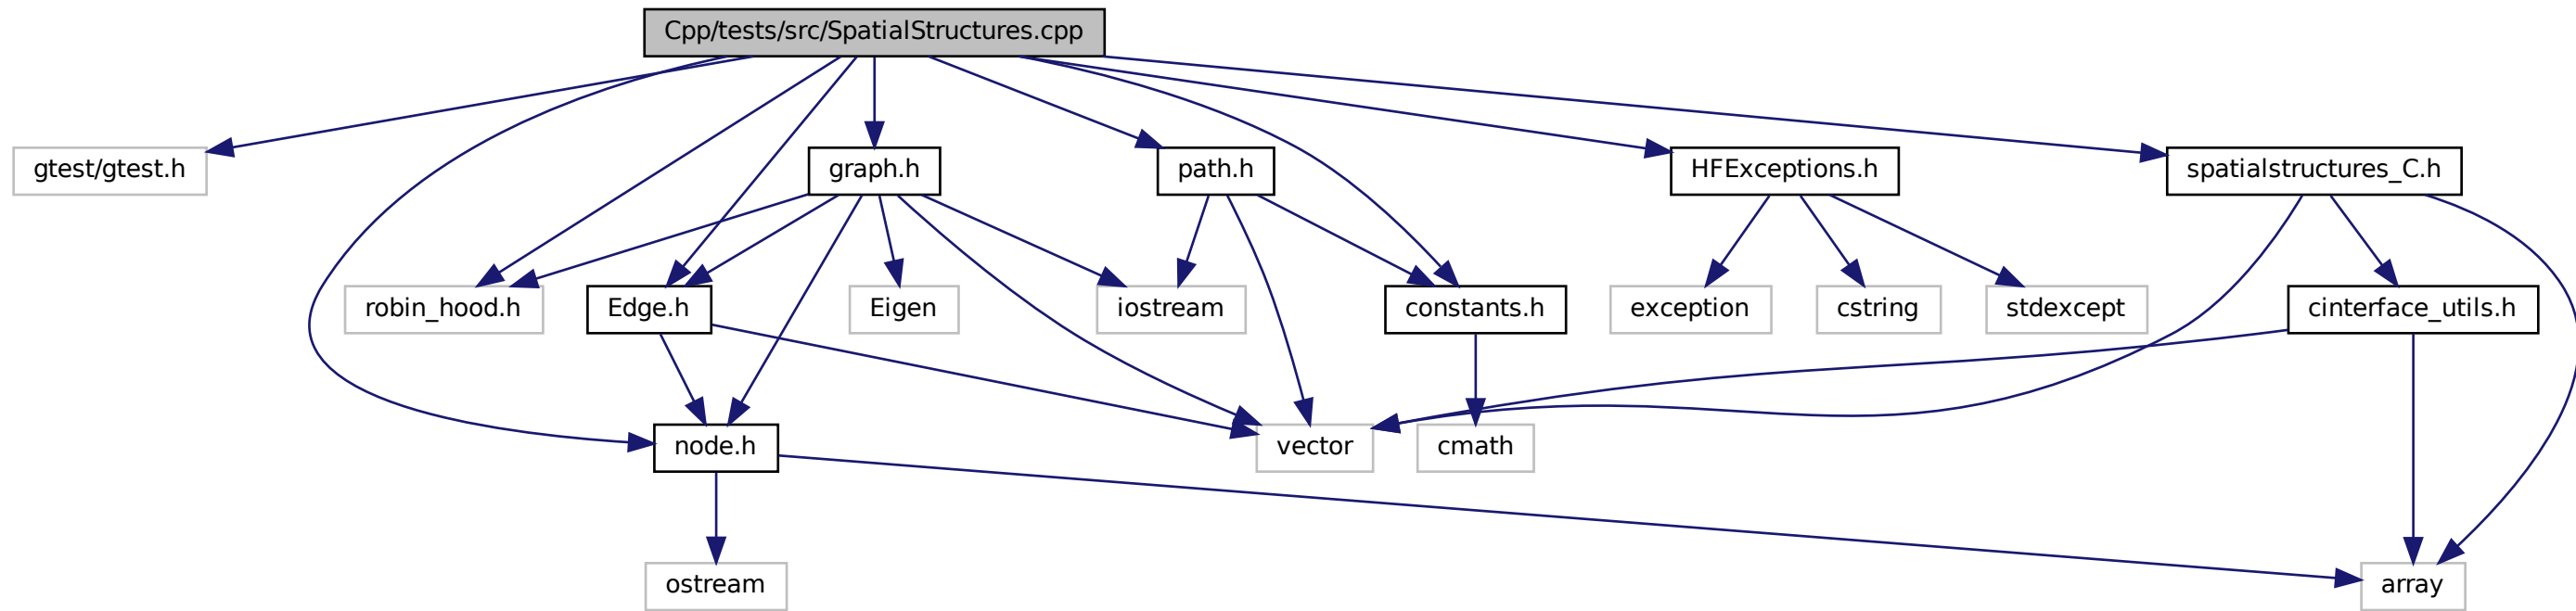 Cpp/tests/src/SpatialStructures.cpp
gtest/gtest.h
graph.h
path.h
HFExceptions.h
spatialstructures_C.h
robin_hood.h
Edge.h
Eigen
iostream
constants.h
exception
cstring
stdexcept
cinterface_utils.h
node.h
vector
cmath
ostream
array